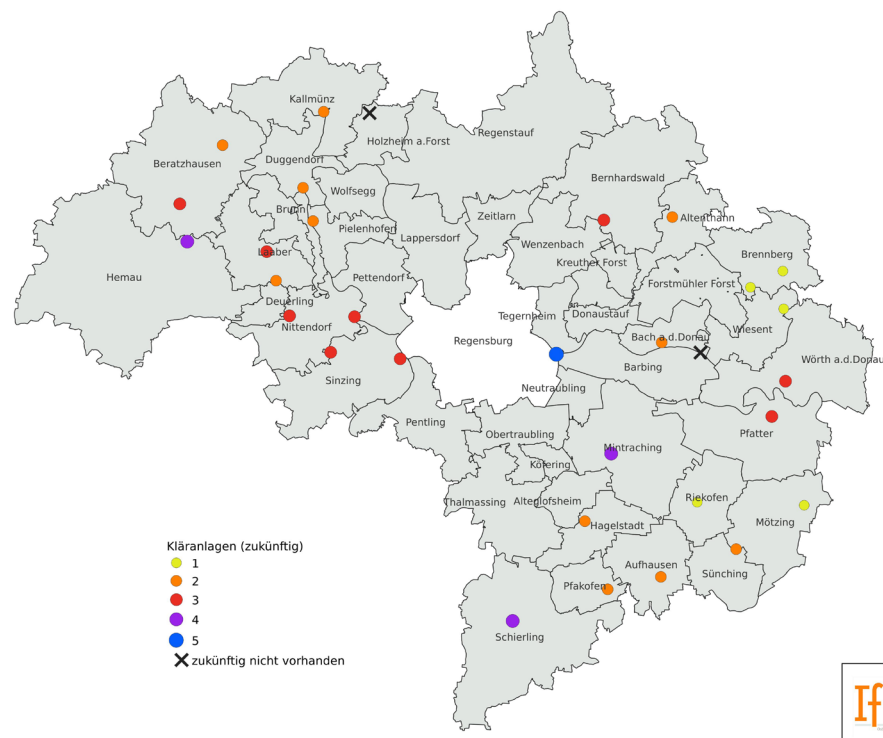 Kallmünz
Holzheim a.Forst
Regenstauf
Beratzhausen
Duggendorf
Bernhardswald
Wolfsegg
Brunn
Zeitlarn
Altenthann
Pielenhofen
Lappersdorf
Wenzenbach
Laaber
Brennberg
Kreuther Forst
Hemau
Pettendorf
Forstmühler Forst
Deuerling
Nittendorf
Tegernheim
Donaustauf
Wiesent
Regensburg
Bach a.d.Donau
Wörth a.d.Donau
Barbing
Sinzing
Neutraubling
Pentling
Obertraubling
Pfatter
Mintraching
Köfering
Riekofen
Thalmassing
Alteglofsheim
Hagelstadt
Mötzing
Aufhausen
Sünching
Pfakofen
Schierling
Kläranlagen (zukünftig)
1
2
3
4
5
zukünftig nicht vorhanden
If